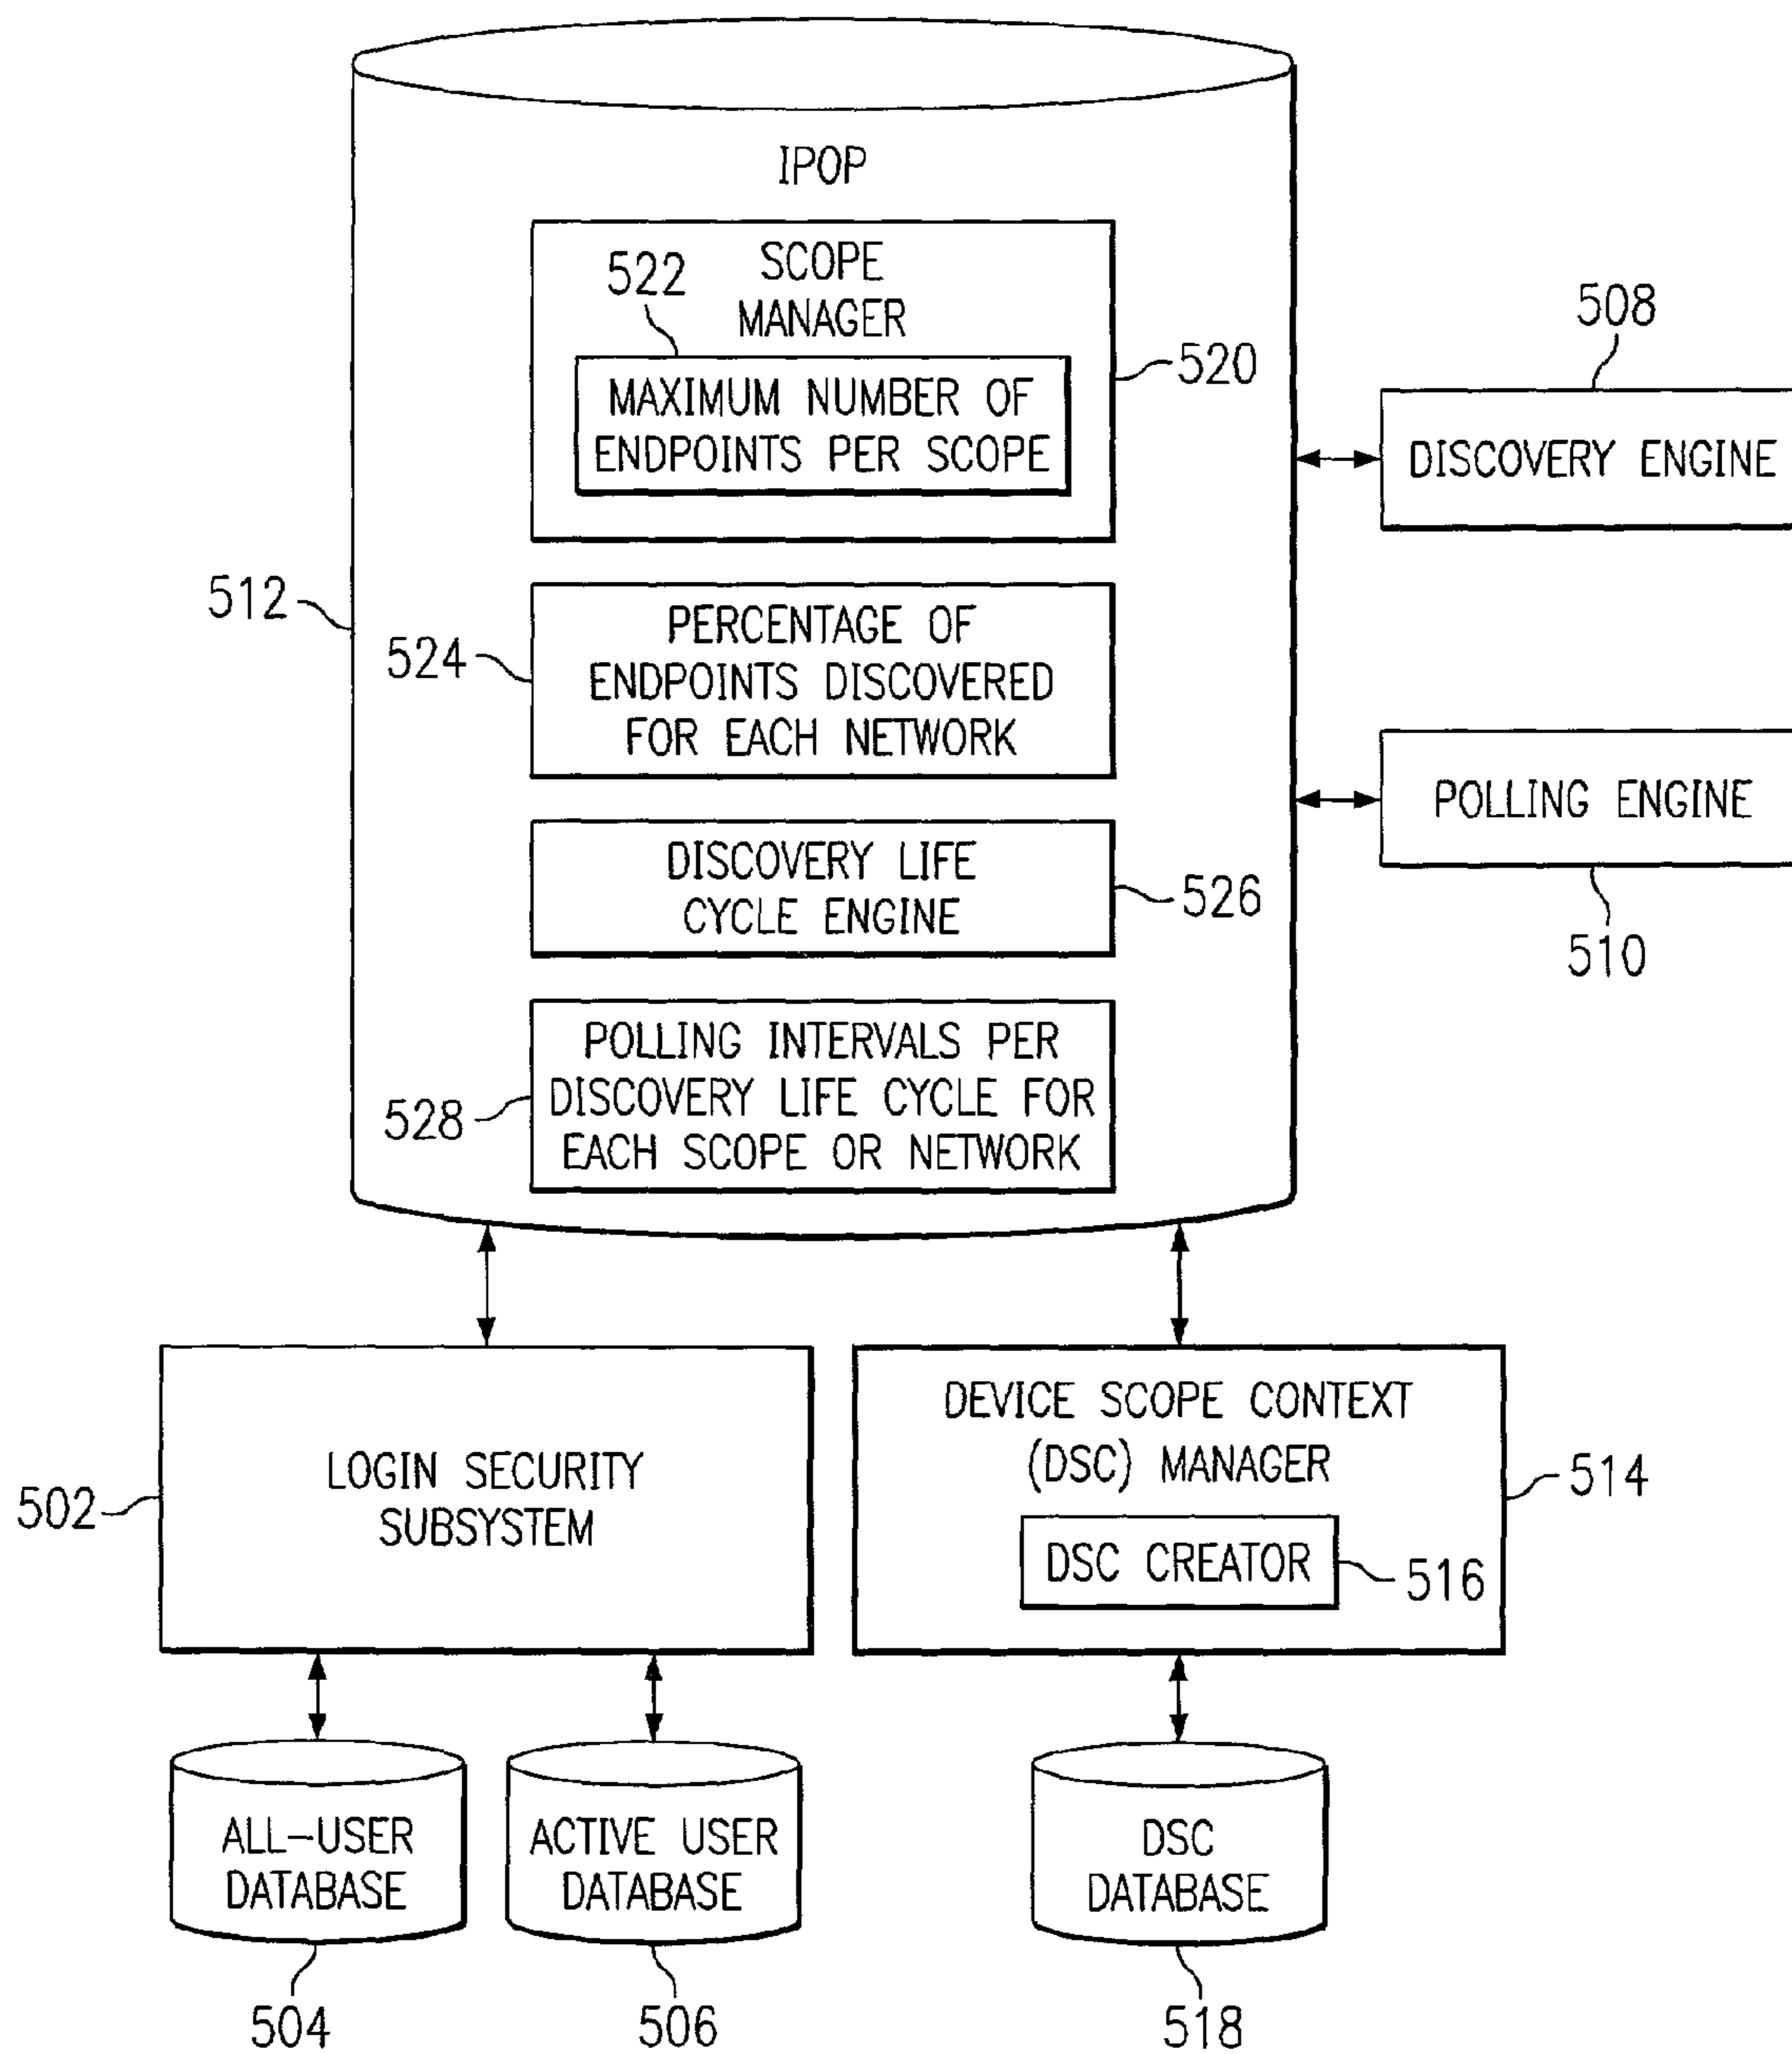 IPOP
SCOPE
MANAGER
522
MAXIMUM NUMBER OF
ENDPOINTS PER SCOPE
520
508
DISCOVERY ENGINE
512
524
PERCENTAGE OF
ENDPOINTS DISCOVERED
FOR EACH NETWORK
POLLING ENGINE
510
DISCOVERY LIFE
CYCLE ENGINE
526
528
POLLING INTERVALS PER
DISCOVERY LIFE CYCLE FOR
EACH SCOPE OR NETWORK
502
LOGIN SECURITY
SUBSYSTEM
DEVICE SCOPE CONTEXT
(DSC) MANAGER
514
DSC CREATOR
516
ALL-USER
DATABASE
504
ACTIVE USER
DATABASE
506
DSC
DATABASE
518